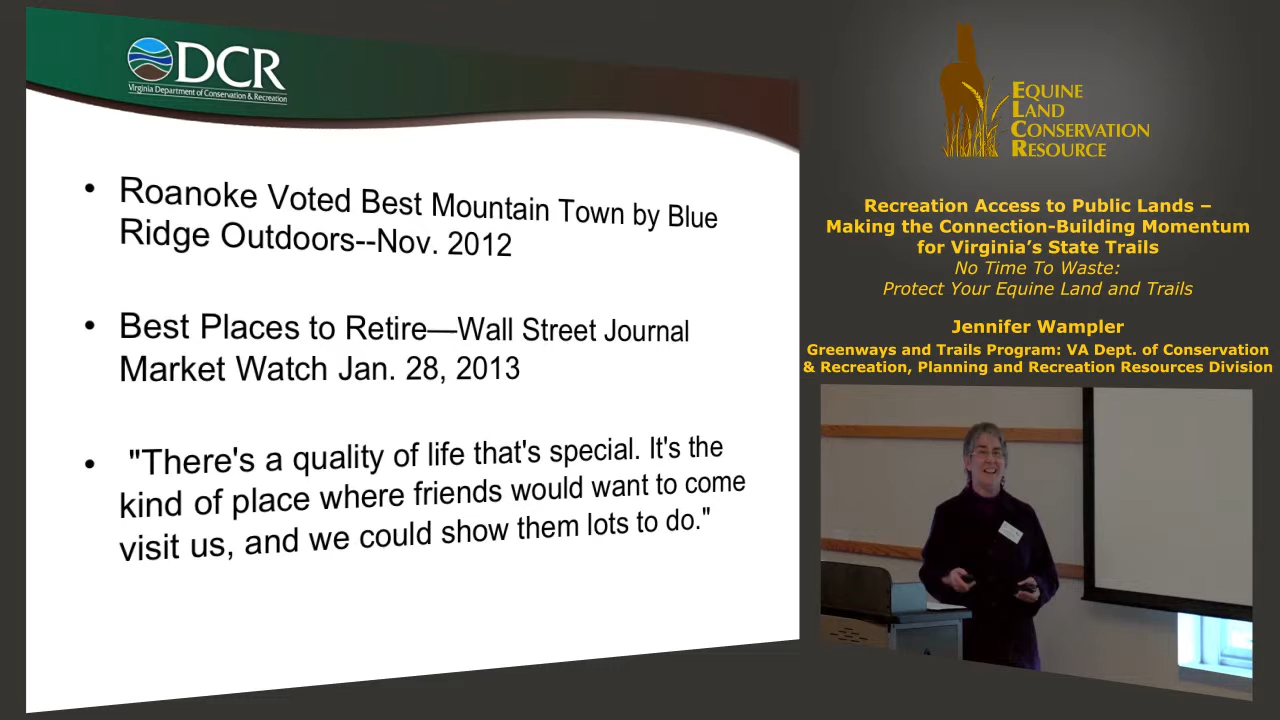 DCR
Virginia Department of Conservation & Recreation
• Roanoke Voted Best Mountain Town by Blue
Ridge Outdoors--Nov. 2012
• Best Places to Retire—Wall Street Journal
Market Watch Jan. 28, 2013
• "There's a quality of life that's special. It's the
kind of place where friends would want to come
visit us, and we could show them lots to do."
EQUINE
LAND
CONSERVATION
RESOURCE
Recreation Access to Public Lands –
Making the Connection-Building Momentum
for Virginia’s State Trails
No Time To Waste:
Protect Your Equine Land and Trails
Jennifer Wampler
Greenways and Trails Program: VA Dept. of Conservation
& Recreation, Planning and Recreation Resources Division